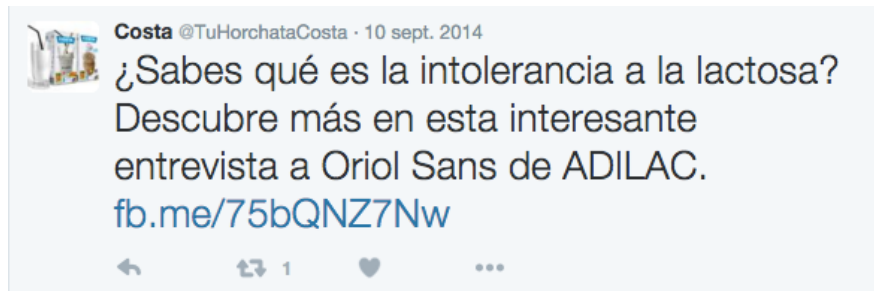 Costa @TuHorchataCosta · 10 sept. 2014
¿Sabes qué es la intolerancia a la lactosa?
Descubre más en esta interesante
entrevista a Oriol Sans de ADILAC.
fb.me/75bQNZ7Nw
1